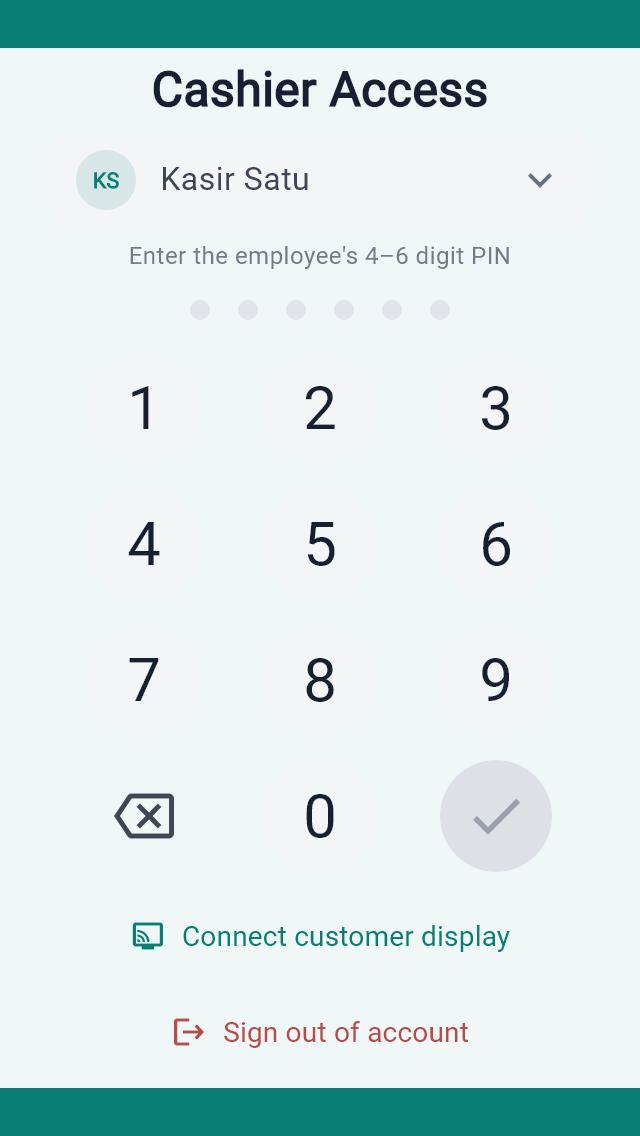 Cashier Access
KS Kasir Satu
Enter the employee's 4–6 digit PIN
1 2 3
4 5 6
7 8 9
0
Connect customer display
Sign out of account